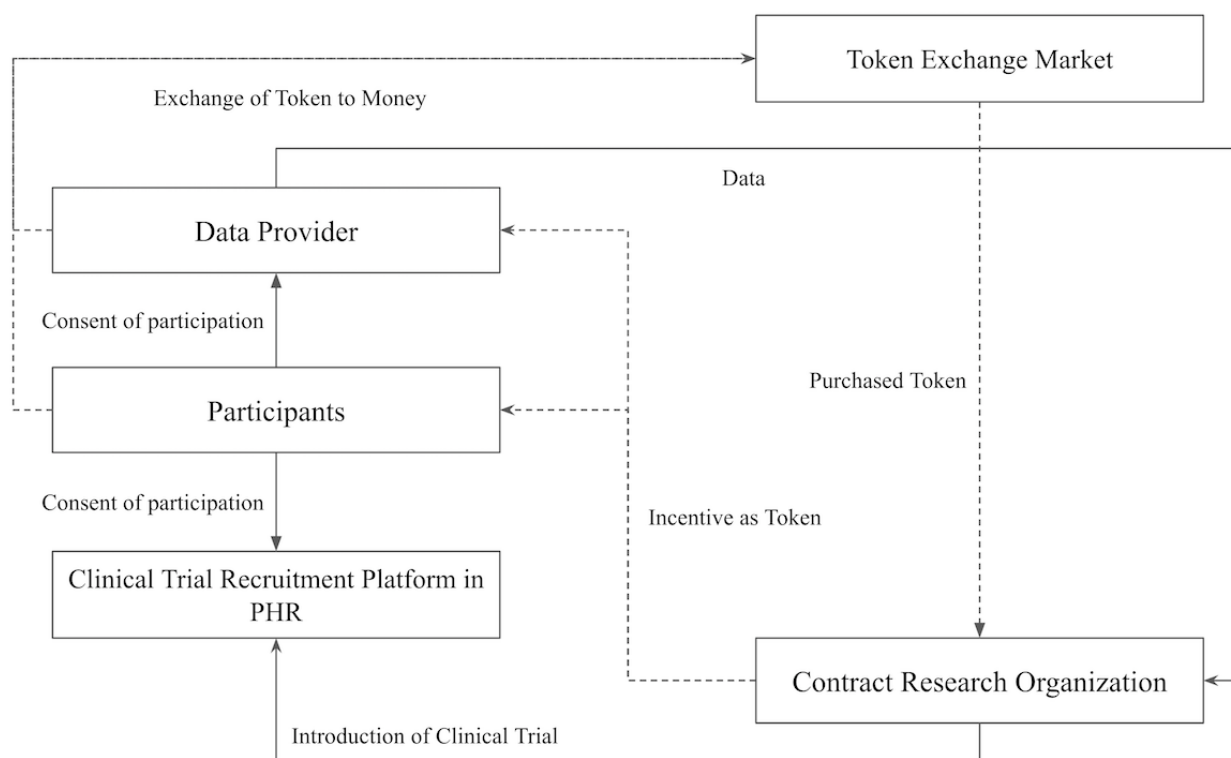 Token Exchange Market
Exchange of Token to Money
Data
Data Provider
Consent of participation
Purchased Token
Participants
Consent of participation
Incentive as Token
Clinical Trial Recruitment Platform in
PHR
Contract Research Organization
Introduction of Clinical Trial